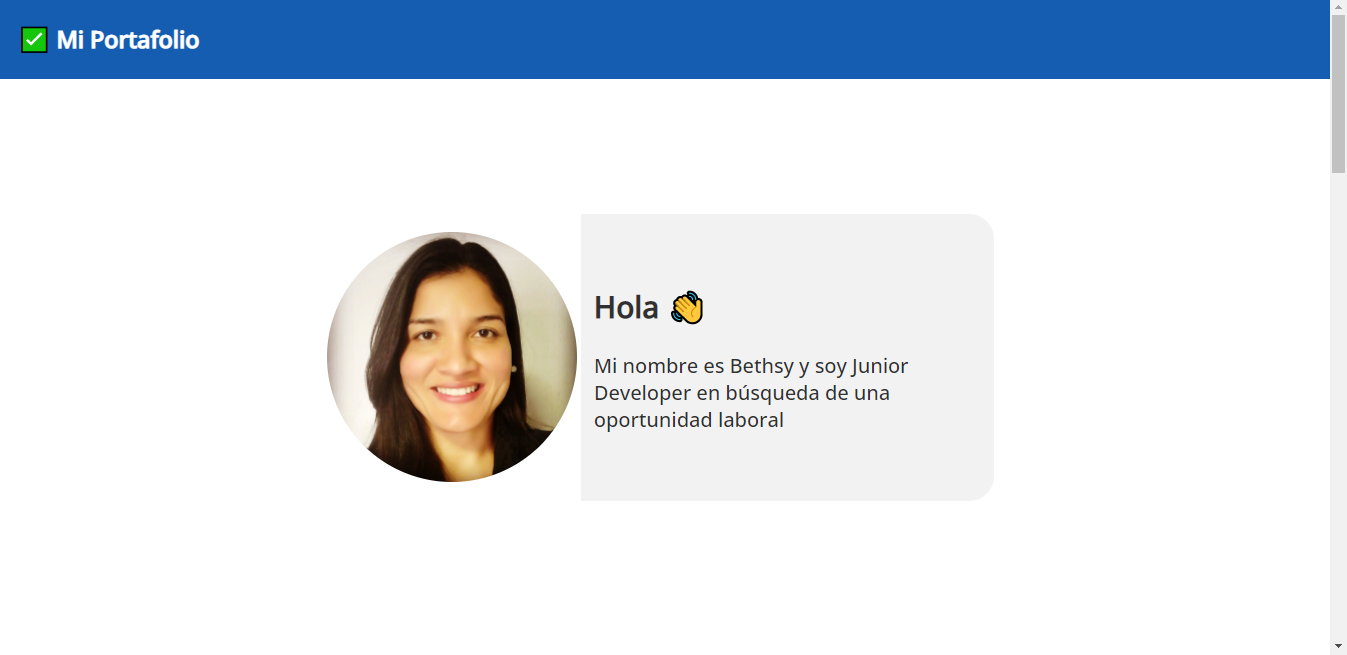 ✅ Mi Portafolio
Hola 👋
Mi nombre es Bethsy y soy Junior
Developer en búsqueda de una
oportunidad laboral